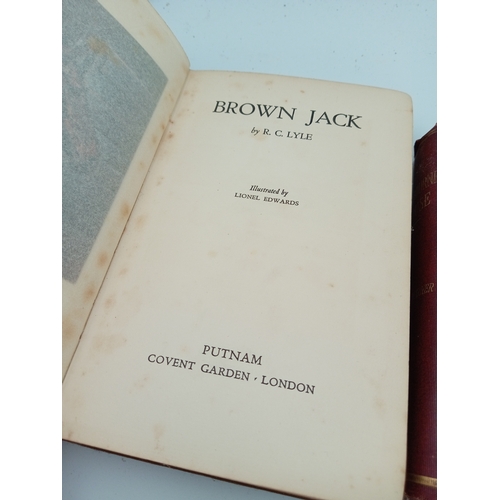 BROWN JACK
by R. C. LYLE
Illustrated by
LIONEL EDWARDS
PUTNAM
COVENT GARDEN · LONDON